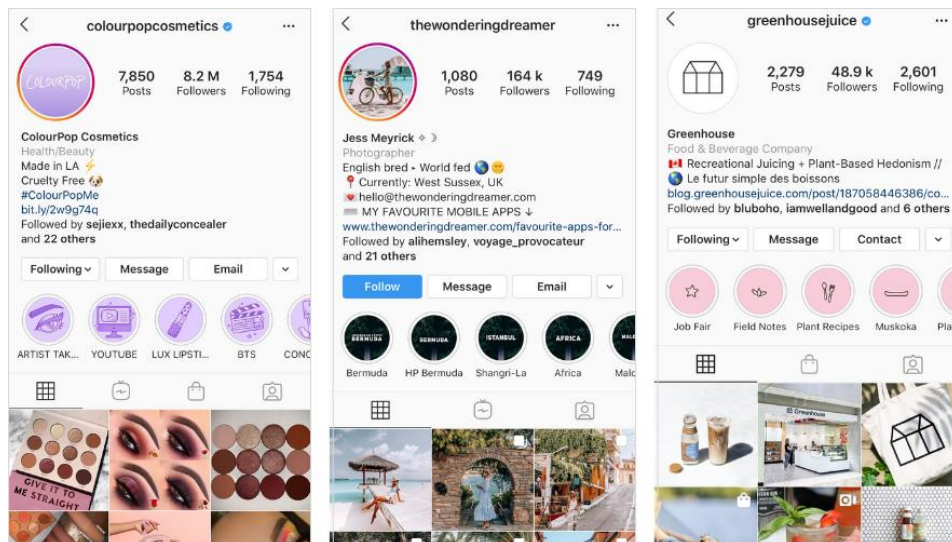 colourpopcosmetics
COLOURPOP
7,850 8.2 M 1,754
Posts Followers Following
ColourPop Cosmetics
Health/Beauty
Made in LA ⚡
Cruelty Free 🐶
#ColourPopMe
bit.ly/2w9g74q
Followed by sejiexx, thedailyconcealer
and 22 others
Following Message Email
ARTIST TAK... YOUTUBE LUX LIPSTI... BTS CONC
GIVE IT TO
ME STRAIGHT
thewonderingdreamer
1,080 164 k 749
Posts Followers Following
Jess Meyrick ✧ ☽
Photographer
English bred ▸ World fed 🌎 😁
📍 Currently: West Sussex, UK
💌 hello@thewonderingdreamer.com
⌨️ MY FAVOURITE MOBILE APPS ↓
www.thewonderingdreamer.com/favourite-apps-for...
Followed by alihemsley, voyage_provocateur
and 21 others
Follow Message Email
BERMUDA BERMUDA ISTANBUL AFRICA
Bermuda HP Bermuda Shangri-La Africa Malc
greenhousejuice
2,279 48.9 k 2,601
Posts Followers Following
Greenhouse
Food & Beverage Company
🇨🇦 Recreational Juicing + Plant-Based Hedonism //
🌎 Le futur simple des boissons
blog.greenhousejuice.com/post/187058446386/co...
Followed by bluboho, iamwellandgood and 6 others
Following Message Contact
Job Fair Field Notes Plant Recipes Muskoka Pla
Greenhouse